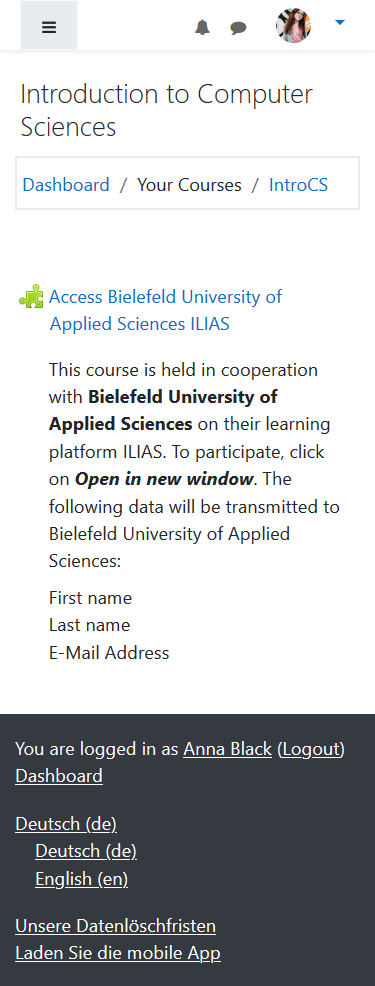 Introduction to Computer
Sciences
Dashboard / Your Courses / IntroCS
Access Bielefeld University of
Applied Sciences ILIAS
This course is held in cooperation
with Bielefeld University of
Applied Sciences on their learning
platform ILIAS. To participate, click
on Open in new window. The
following data will be transmitted to
Bielefeld University of Applied
Sciences:
First name
Last name
E-Mail Address
You are logged in as Anna Black (Logout)
Dashboard
Deutsch (de)
Deutsch (de)
English (en)
Unsere Datenlöschfristen
Laden Sie die mobile App